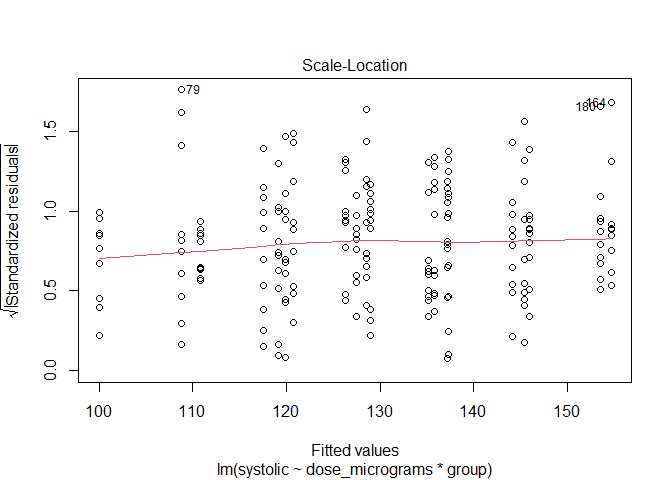 Scale-Location
√|Standardized residuals|
1.5
1.0
0.5
0.0
79
164
180
100 110 120 130 140 150
Fitted values
lm(systolic ~ dose_micrograms * group)